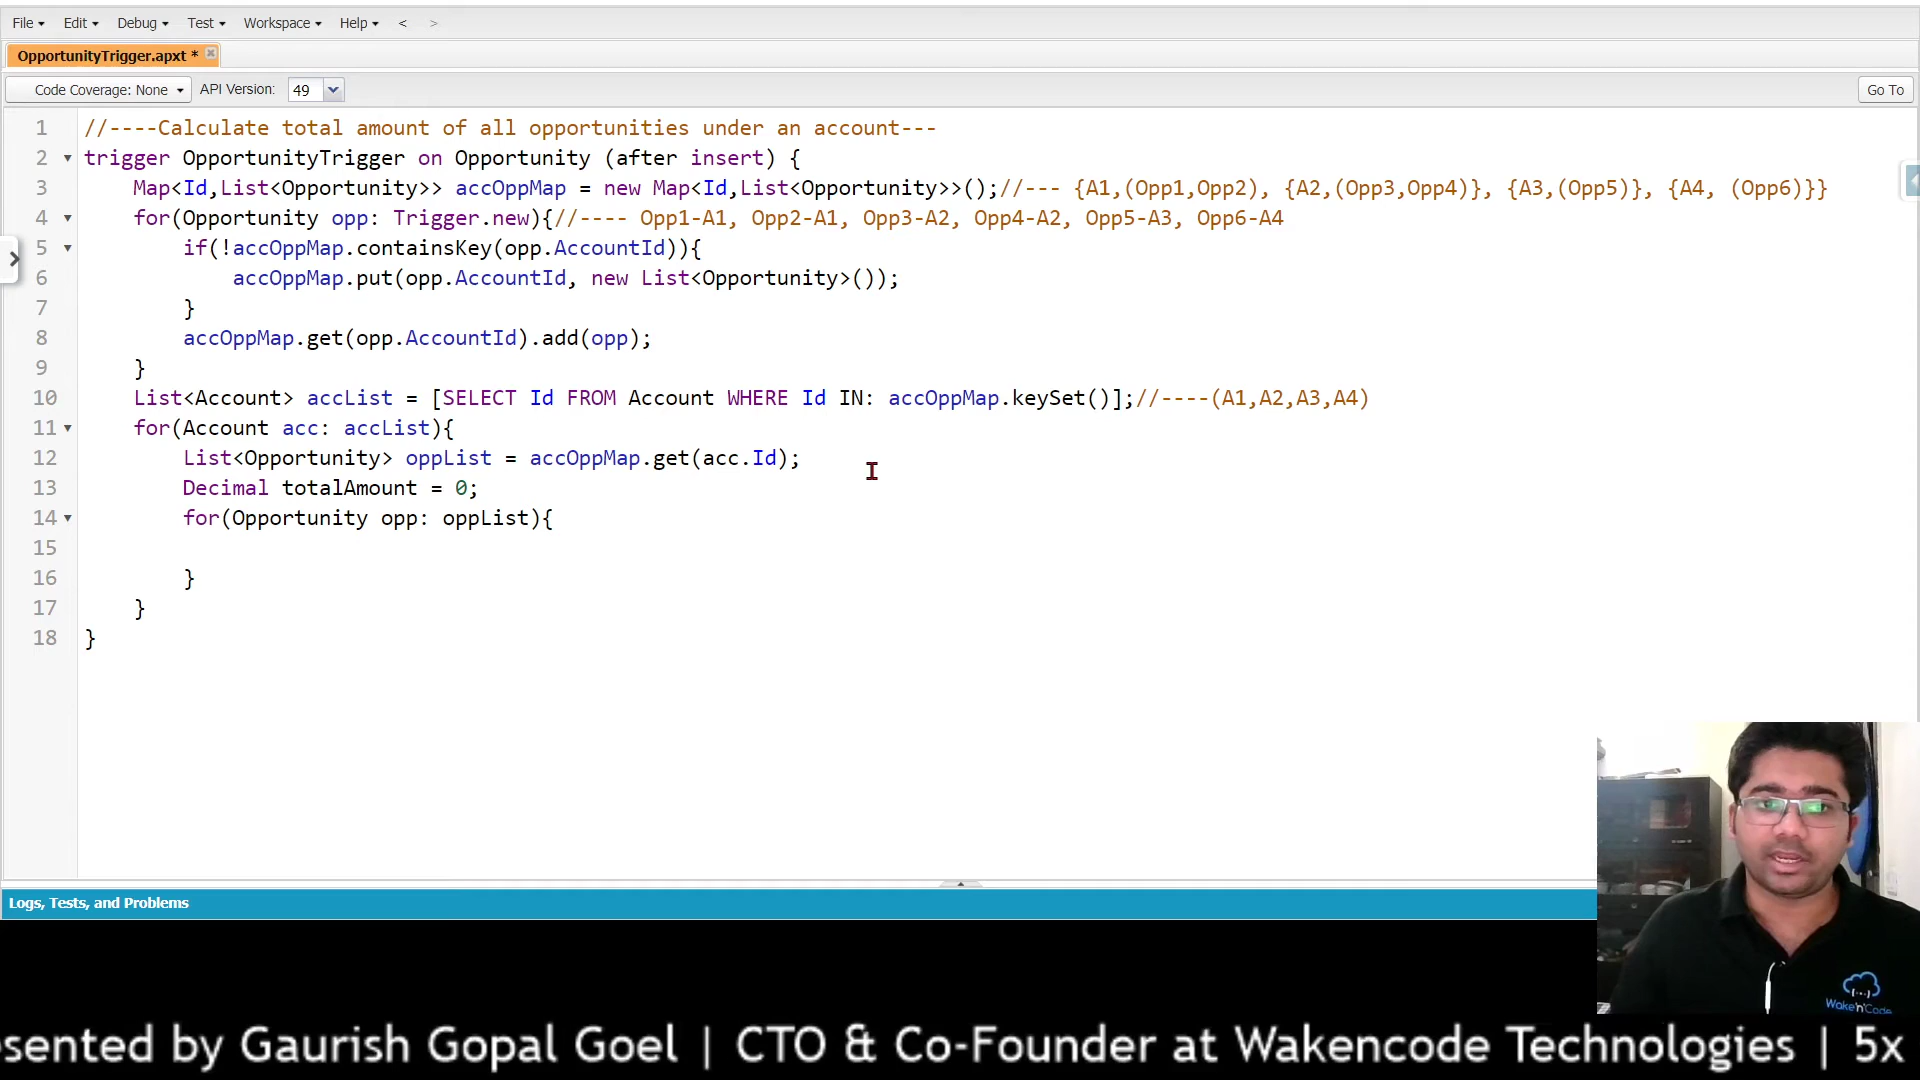 File Edit Debug Test Workspace Help < >
OpportunityTrigger.apxt *
Code Coverage: None API Version: 49 Go To
1 //----Calculate total amount of all opportunities under an account---
2 trigger OpportunityTrigger on Opportunity (after insert) {
3 Map<Id,List<Opportunity>> accOppMap = new Map<Id,List<Opportunity>>();//--- {A1,(Opp1,Opp2), {A2,(Opp3,Opp4)}, {A3,(Opp5)}, {A4, (Opp6)}}
4 for(Opportunity opp: Trigger.new){//---- Opp1-A1, Opp2-A1, Opp3-A2, Opp4-A2, Opp5-A3, Opp6-A4
5 if(!accOppMap.containsKey(opp.AccountId)){
6 accOppMap.put(opp.AccountId, new List<Opportunity>());
7 }
8 accOppMap.get(opp.AccountId).add(opp);
9 }
10 List<Account> accList = [SELECT Id FROM Account WHERE Id IN: accOppMap.keySet()];//----(A1,A2,A3,A4)
11 for(Account acc: accList){
12 List<Opportunity> oppList = accOppMap.get(acc.Id);
13 Decimal totalAmount = 0;
14 for(Opportunity opp: oppList){
15
16 }
17 }
18 }
Logs, Tests, and Problems
Wake'n'Code
sented by Gaurish Gopal Goel | CTO & Co-Founder at Wakencode Technologies | 5x